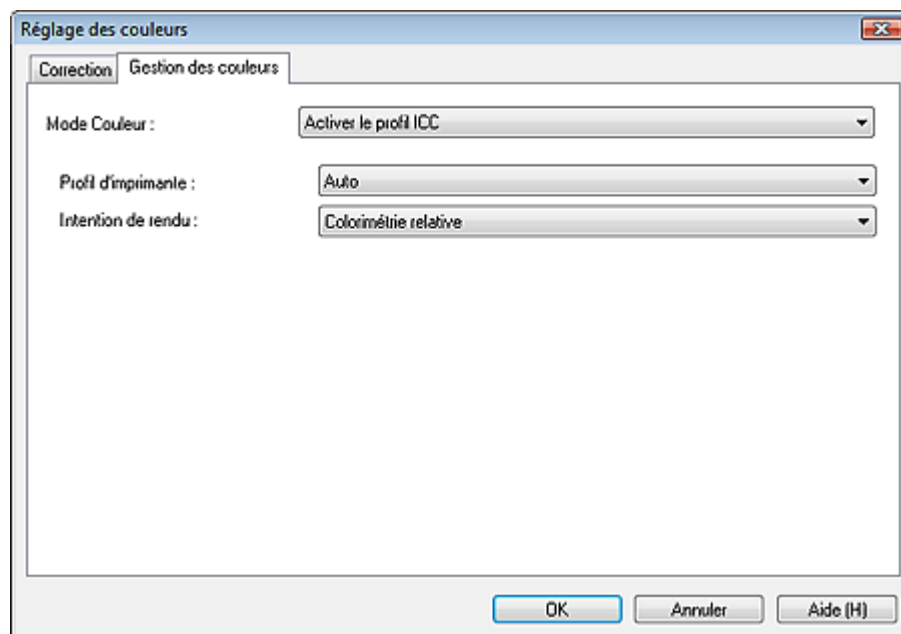 Réglage des couleurs
Correction Gestion des couleurs
Mode Couleur : Activer le profil ICC
Profil d'imprimante : Auto
Intention de rendu : Colorimétrie relative
OK Annuler Aide (H)